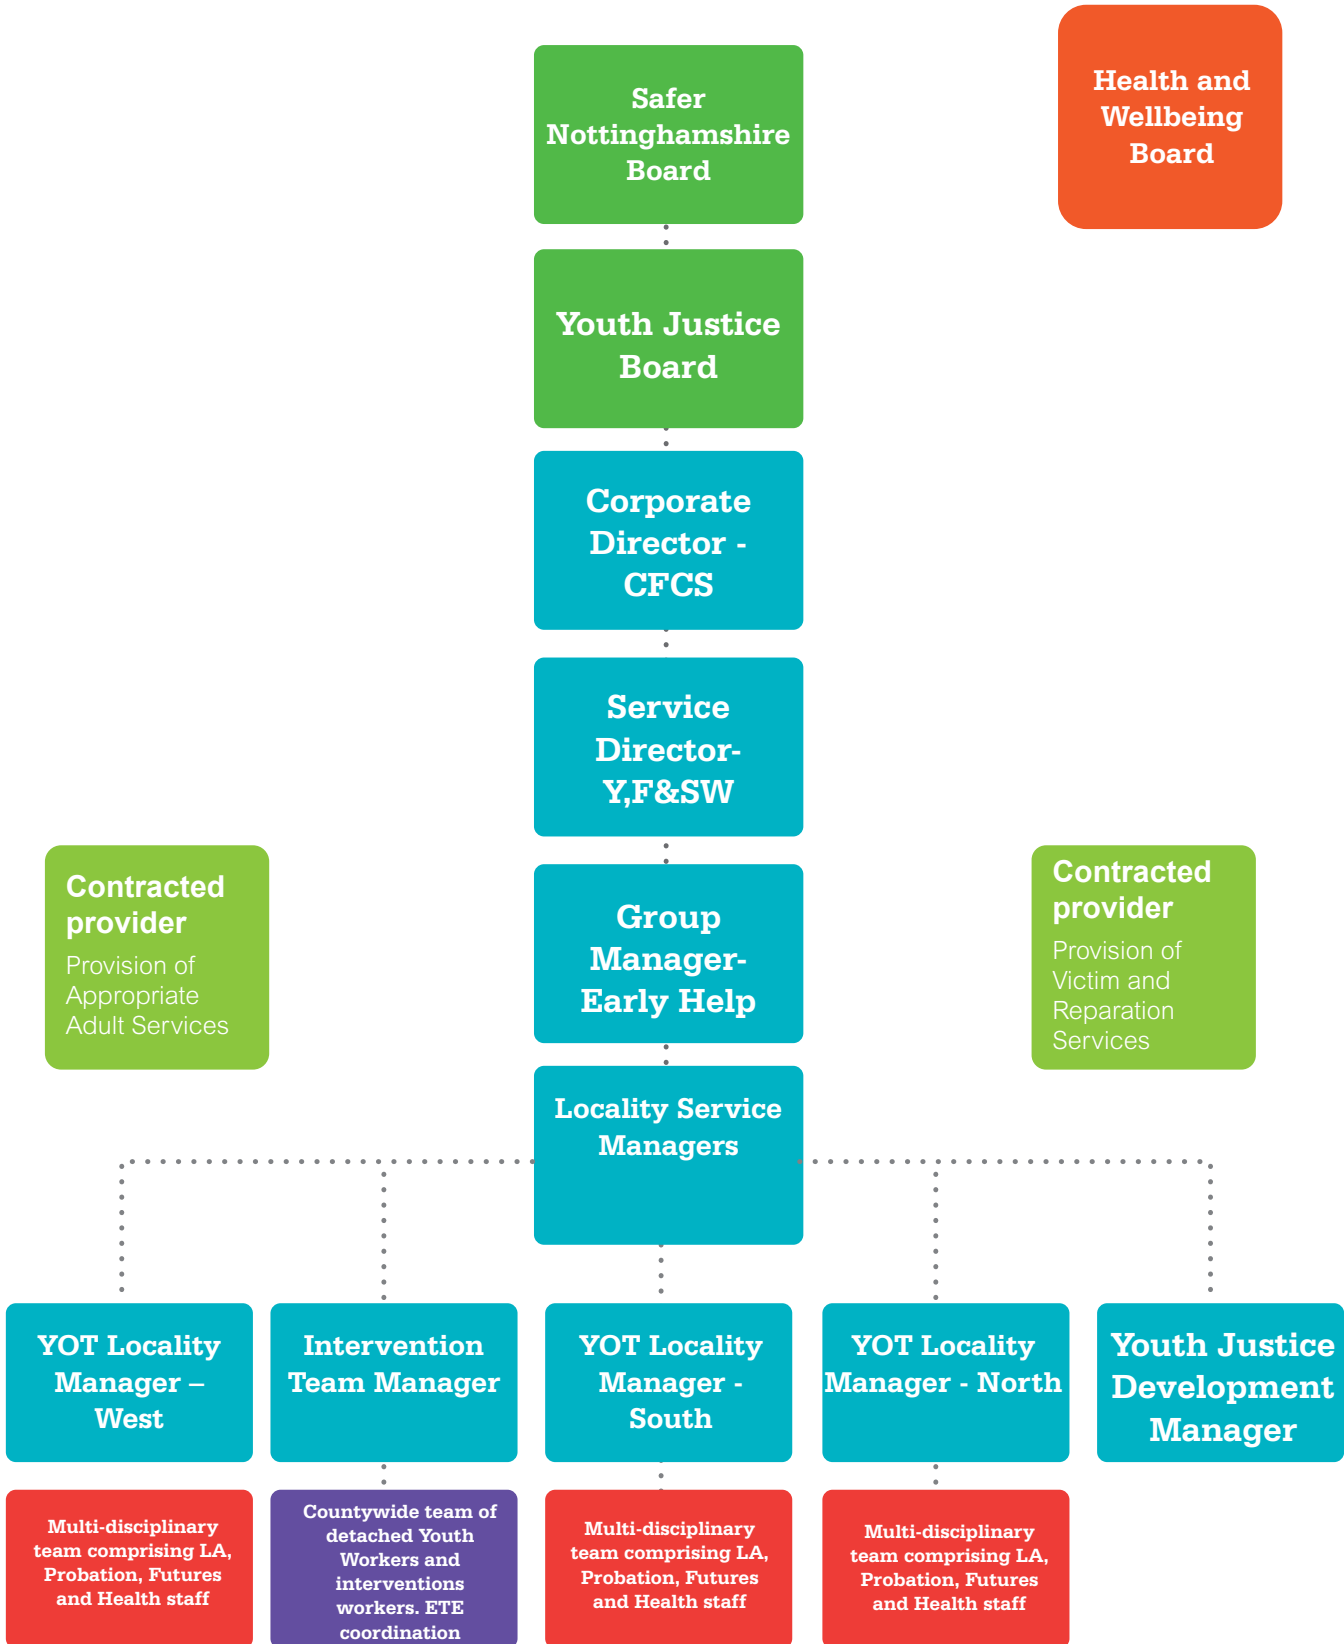 Safer
Nottinghamshire
Board
Health and
Wellbeing
Board
Youth Justice
Board
Corporate
Director -
CFCS
Service
Director-
Y,F&SW
Contracted
provider
Provision of
Appropriate
Adult Services
Group
Manager-
Early Help
Contracted
provider
Provision of
Victim and
Reparation
Services
Locality Service
Managers
YOT Locality
Manager –
West
Intervention
Team Manager
YOT Locality
Manager -
South
YOT Locality
Manager - North
Youth Justice
Development
Manager
Multi-disciplinary
team comprising LA,
Probation, Futures
and Health staff
Countywide team of
detached Youth
Workers and
interventions
workers. ETE
coordination
Multi-disciplinary
team comprising LA,
Probation, Futures
and Health staff
Multi-disciplinary
team comprising LA,
Probation, Futures
and Health staff